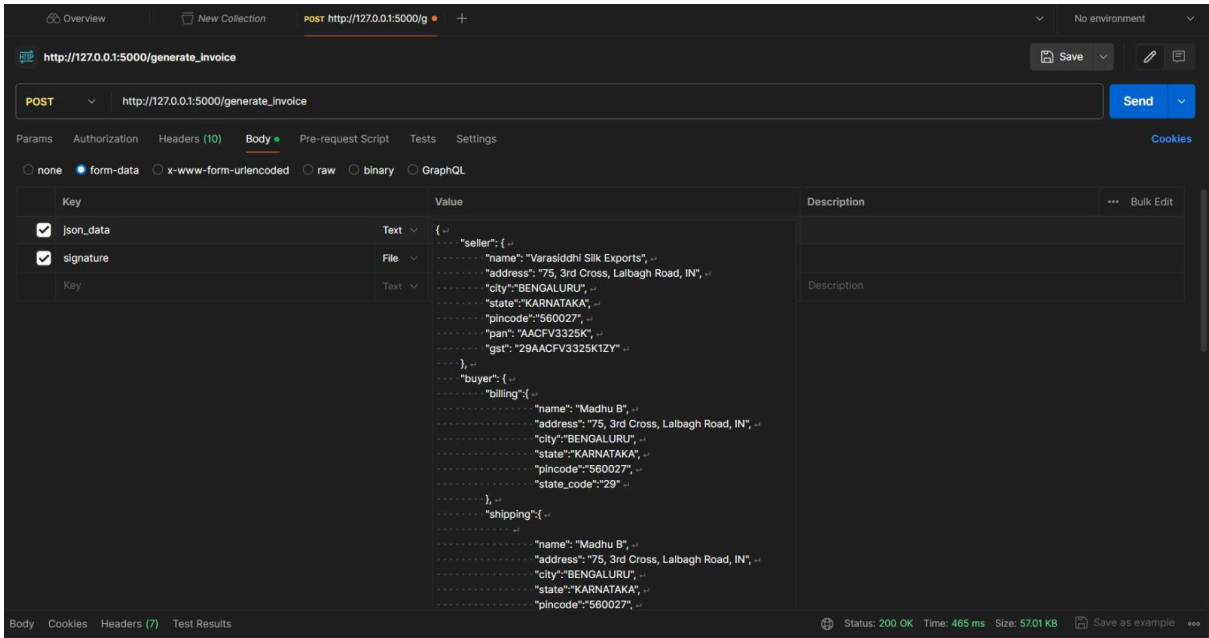 Overview New Collection POST http://127.0.0.1:5000/g No environment
HTTP http://127.0.0.1:5000/generate_invoice Save
POST http://127.0.0.1:5000/generate_invoice Send
Params Authorization Headers (10) Body Pre-request Script Tests Settings Cookies
none form-data x-www-form-urlencoded raw binary GraphQL
Key Value Description Bulk Edit
json_data Text {
"seller": {
signature File "name": "Varasiddhi Silk Exports",
"address": "75, 3rd Cross, Lalbagh Road, IN",
Key Text "city":"BENGALURU", Description
"state":"KARNATAKA",
"pincode":"560027",
"pan": "AACFV3325K",
"gst": "29AACFV3325K1ZY"
},
"buyer": {
"billing":{
"name": "Madhu B",
"address": "75, 3rd Cross, Lalbagh Road, IN",
"city":"BENGALURU",
"state":"KARNATAKA",
"pincode":"560027",
"state_code":"29"
},
"shipping":{
"name": "Madhu B",
"address": "75, 3rd Cross, Lalbagh Road, IN",
"city":"BENGALURU",
"state":"KARNATAKA",
"pincode":"560027",
Body Cookies Headers (7) Test Results Status: 200 OK Time: 465 ms Size: 57.01 KB Save as example